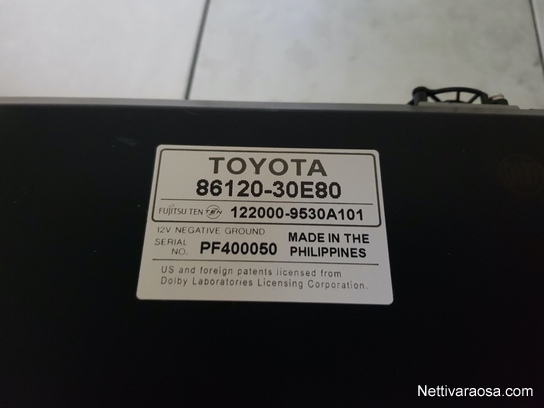 TOYOTA
86120-30E80
FUJITSU TEN TEN 122000-9530A101
12V NEGATIVE GROUND
SERIAL NO. PF400050
MADE IN THE PHILIPPINES
US and foreign patents licensed from
Dolby Laboratories Licensing Corporation.
Nettivaraosa.com